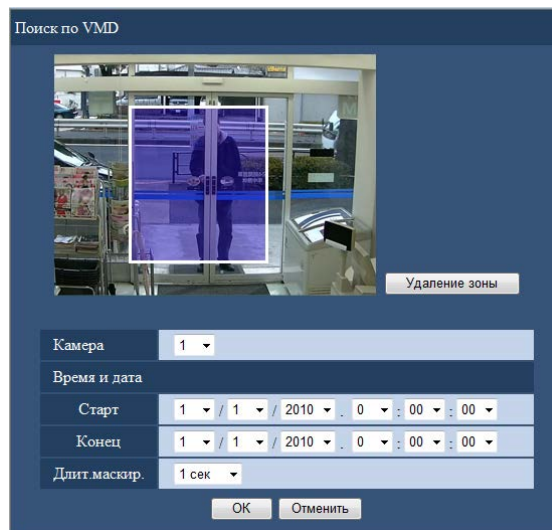 Поиск по VMD
Удаление зоны
Камера 1
Время и дата
Старт 1 / 1 / 2010 . 0 : 00 : 00
Конец 1 / 1 / 2010 . 0 : 00 : 00
Длит.маскир. 1 сек
OK Отменить